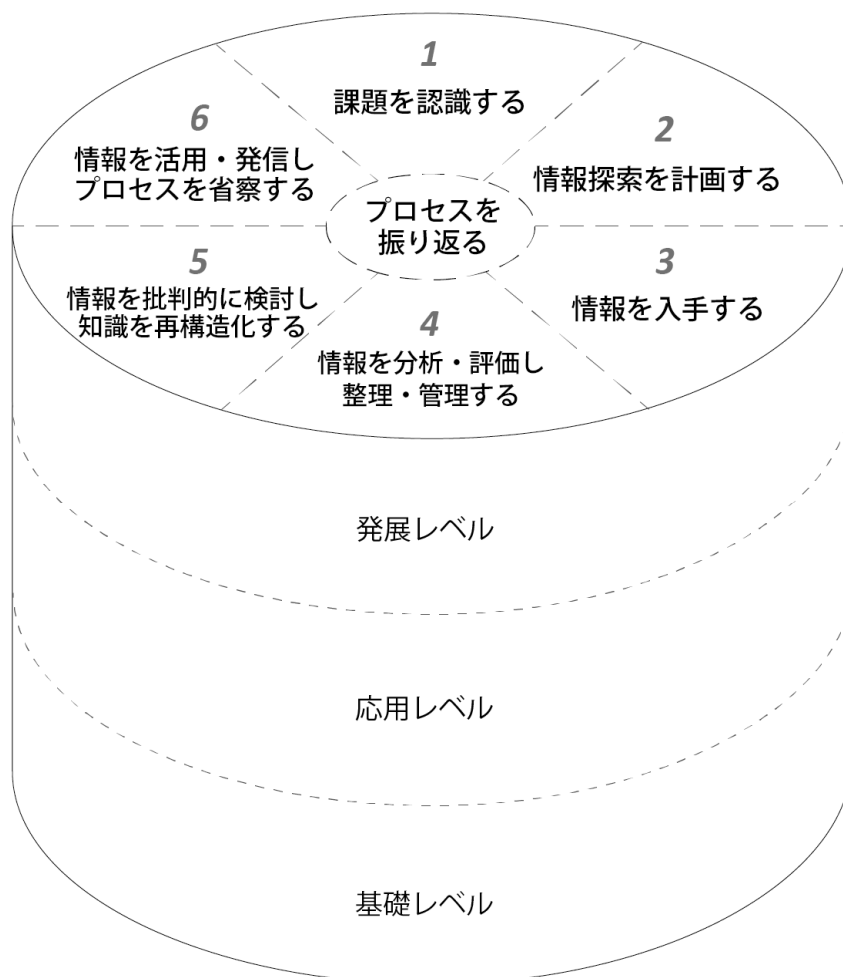 1
課題を認識する
2
情報探索を計画する
3
情報を入手する
4
情報を分析・評価し
整理・管理する
5
情報を批判的に検討し
知識を再構造化する
6
情報を活用・発信し
プロセスを省察する
プロセスを
振り返る
発展レベル
応用レベル
基礎レベル